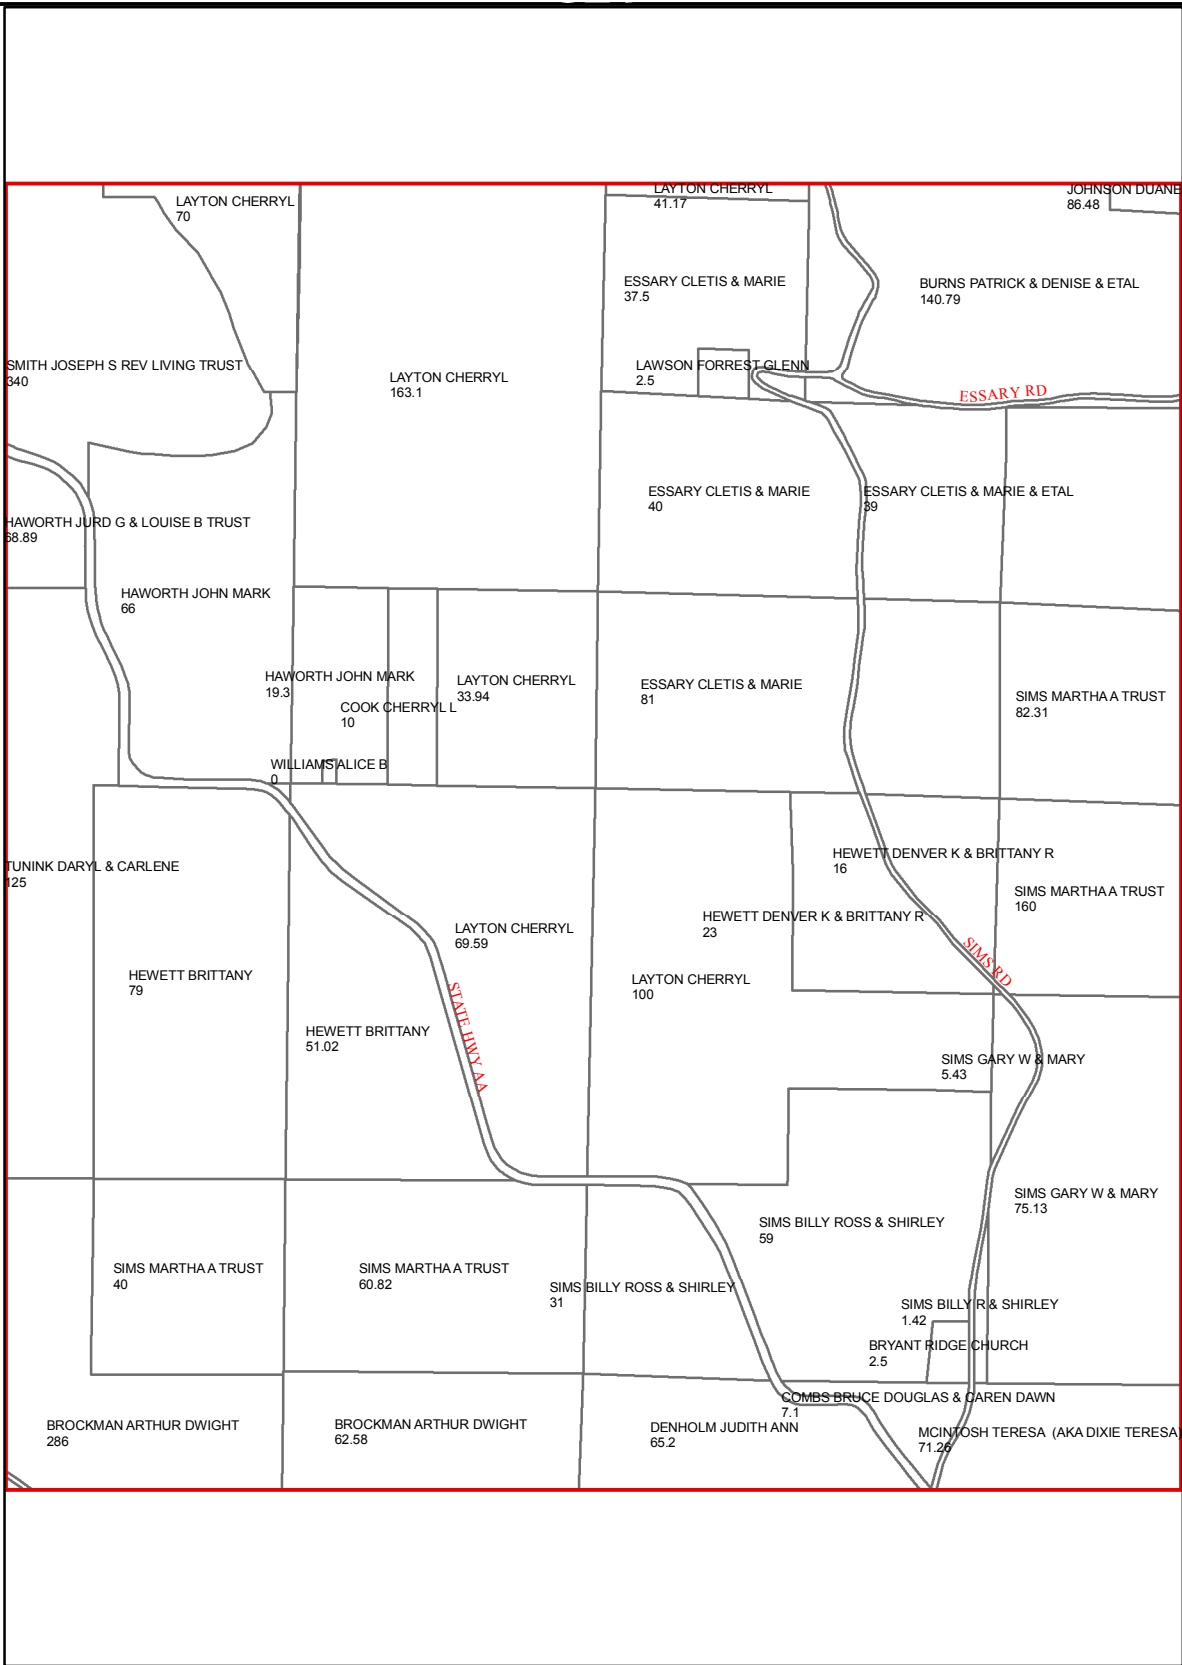 LAYTON CHERRYL
70
LAYTON CHERRYL
41.17
JOHNSON DUANE
86.48
ESSARY CLETIS & MARIE
37.5
BURNS PATRICK & DENISE & ETAL
140.79
SMITH JOSEPH S REV LIVING TRUST
340
LAYTON CHERRYL
163.1
LAWSON FORREST GLENN
2.5
ESSARY RD
ESSARY CLETIS & MARIE
40
ESSARY CLETIS & MARIE & ETAL
39
HAWORTH JURD G & LOUISE B TRUST
68.89
HAWORTH JOHN MARK
66
HAWORTH JOHN MARK
19.3
LAYTON CHERRYL
33.94
ESSARY CLETIS & MARIE
81
SIMS MARTHA A TRUST
82.31
COOK CHERRYL L
10
WILLIAMS ALICE B
0
TUNINK DARYL & CARLENE
125
HEWETT DENVER K & BRITTANY R
16
SIMS MARTHA A TRUST
160
HEWETT DENVER K & BRITTANY R
23
LAYTON CHERRYL
69.59
SIMS RD
HEWETT BRITTANY
79
LAYTON CHERRYL
100
STATE HWY AA
HEWETT BRITTANY
51.02
SIMS GARY W & MARY
5.43
SIMS GARY W & MARY
75.13
SIMS BILLY ROSS & SHIRLEY
59
SIMS MARTHA A TRUST
40
SIMS MARTHA A TRUST
60.82
SIMS BILLY ROSS & SHIRLEY
31
SIMS BILLY R & SHIRLEY
1.42
BRYANT RIDGE CHURCH
2.5
COMBS BRUCE DOUGLAS & CAREN DAWN
7.1
BROCKMAN ARTHUR DWIGHT
286
BROCKMAN ARTHUR DWIGHT
62.58
DENHOLM JUDITH ANN
65.2
MCINTOSH TERESA (AKA DIXIE TERESA)
71.26